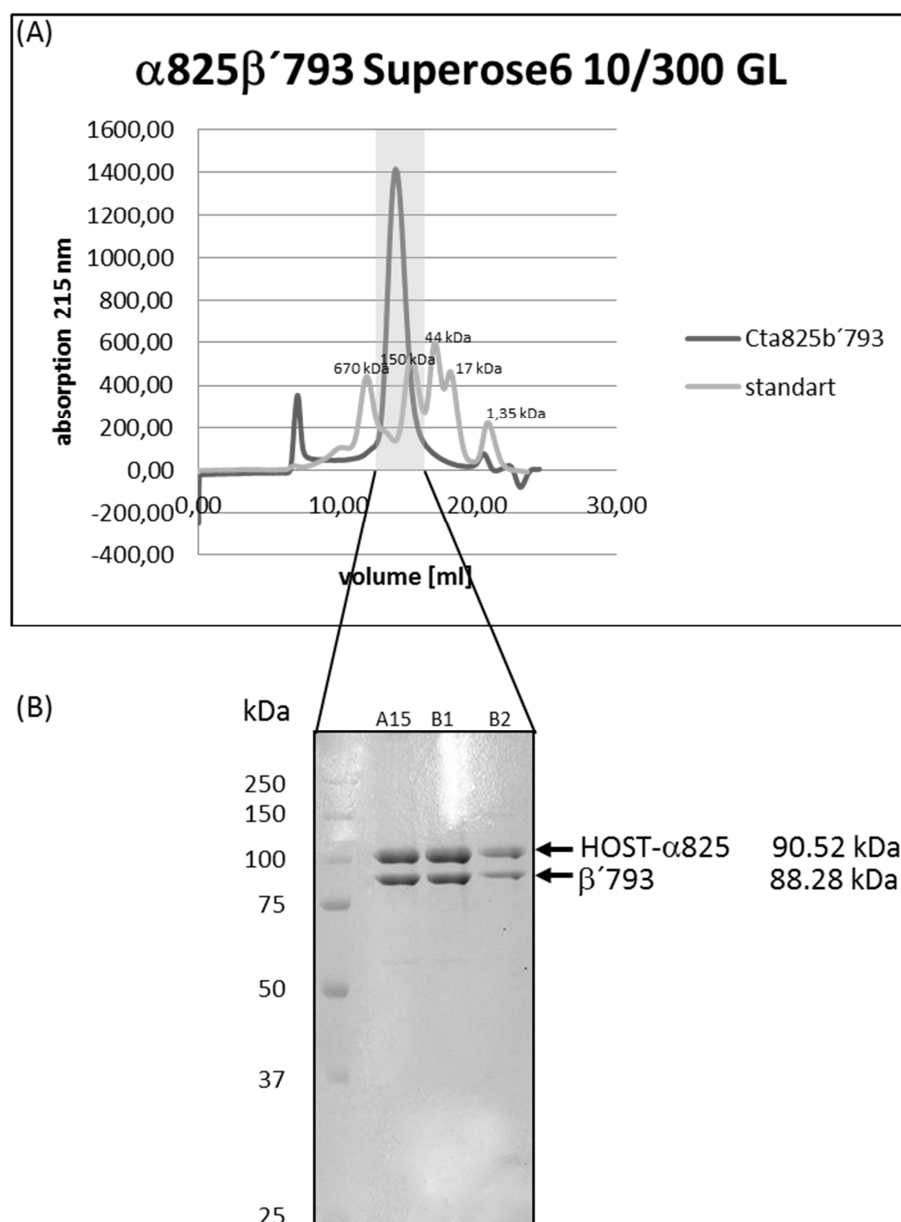 (A)
α825β´793 Superose6 10/300 GL
1600,00
1400,00
1200,00
1000,00
800,00
600,00
400,00
200,00
0,00
-200,00
-400,00
absorption 215 nm
670 kDa
150 kDa
44 kDa
17 kDa
1,35 kDa
0,00
10,00
20,00
30,00
volume [ml]
Cta825b´793
standart
(B)
kDa
A15 B1 B2
250
150
100
75
50
37
25
HOST-α825 90.52 kDa
β´793 88.28 kDa